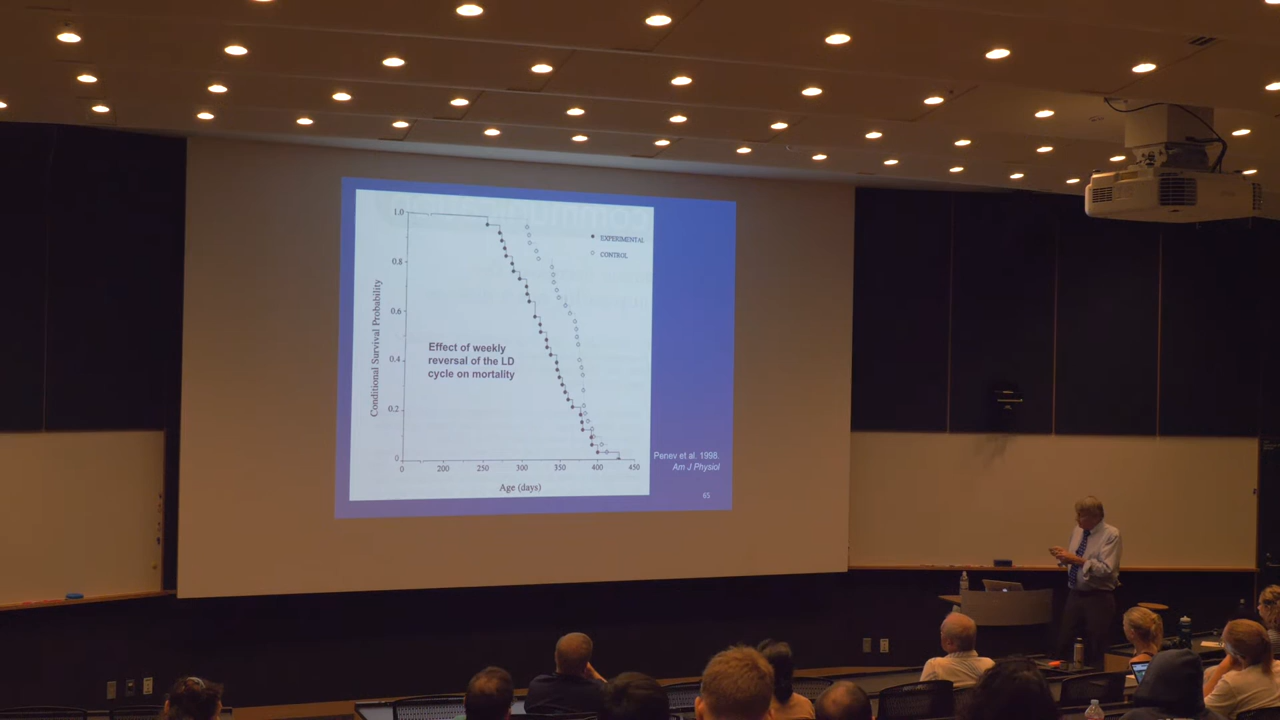 1.0
EXPERIMENTAL
CONTROL
0.8
0.6
0.4
0.2
0
Conditional Survival Probability
Effect of weekly
reversal of the LD
cycle on mortality
0 200 250 300 350 400 450
Age (days)
Penev et al. 1998.
Am J Physiol
65